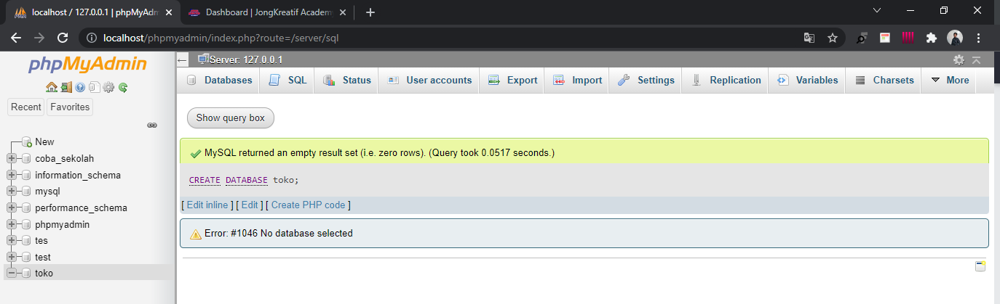 localhost / 127.0.0.1 | phpMyAdm
Dashboard | JongKreatif Academy
localhost/phpmyadmin/index.php?route=/server/sql
phpMyAdmin
Recent Favorites
New
coba_sekolah
information_schema
mysql
performance_schema
phpmyadmin
tes
test
toko
Server: 127.0.0.1
Databases SQL Status User accounts Export Import Settings Replication Variables Charsets More
Show query box
MySQL returned an empty result set (i.e. zero rows). (Query took 0.0517 seconds.)
CREATE DATABASE toko;
[ Edit inline ] [ Edit ] [ Create PHP code ]
Error: #1046 No database selected